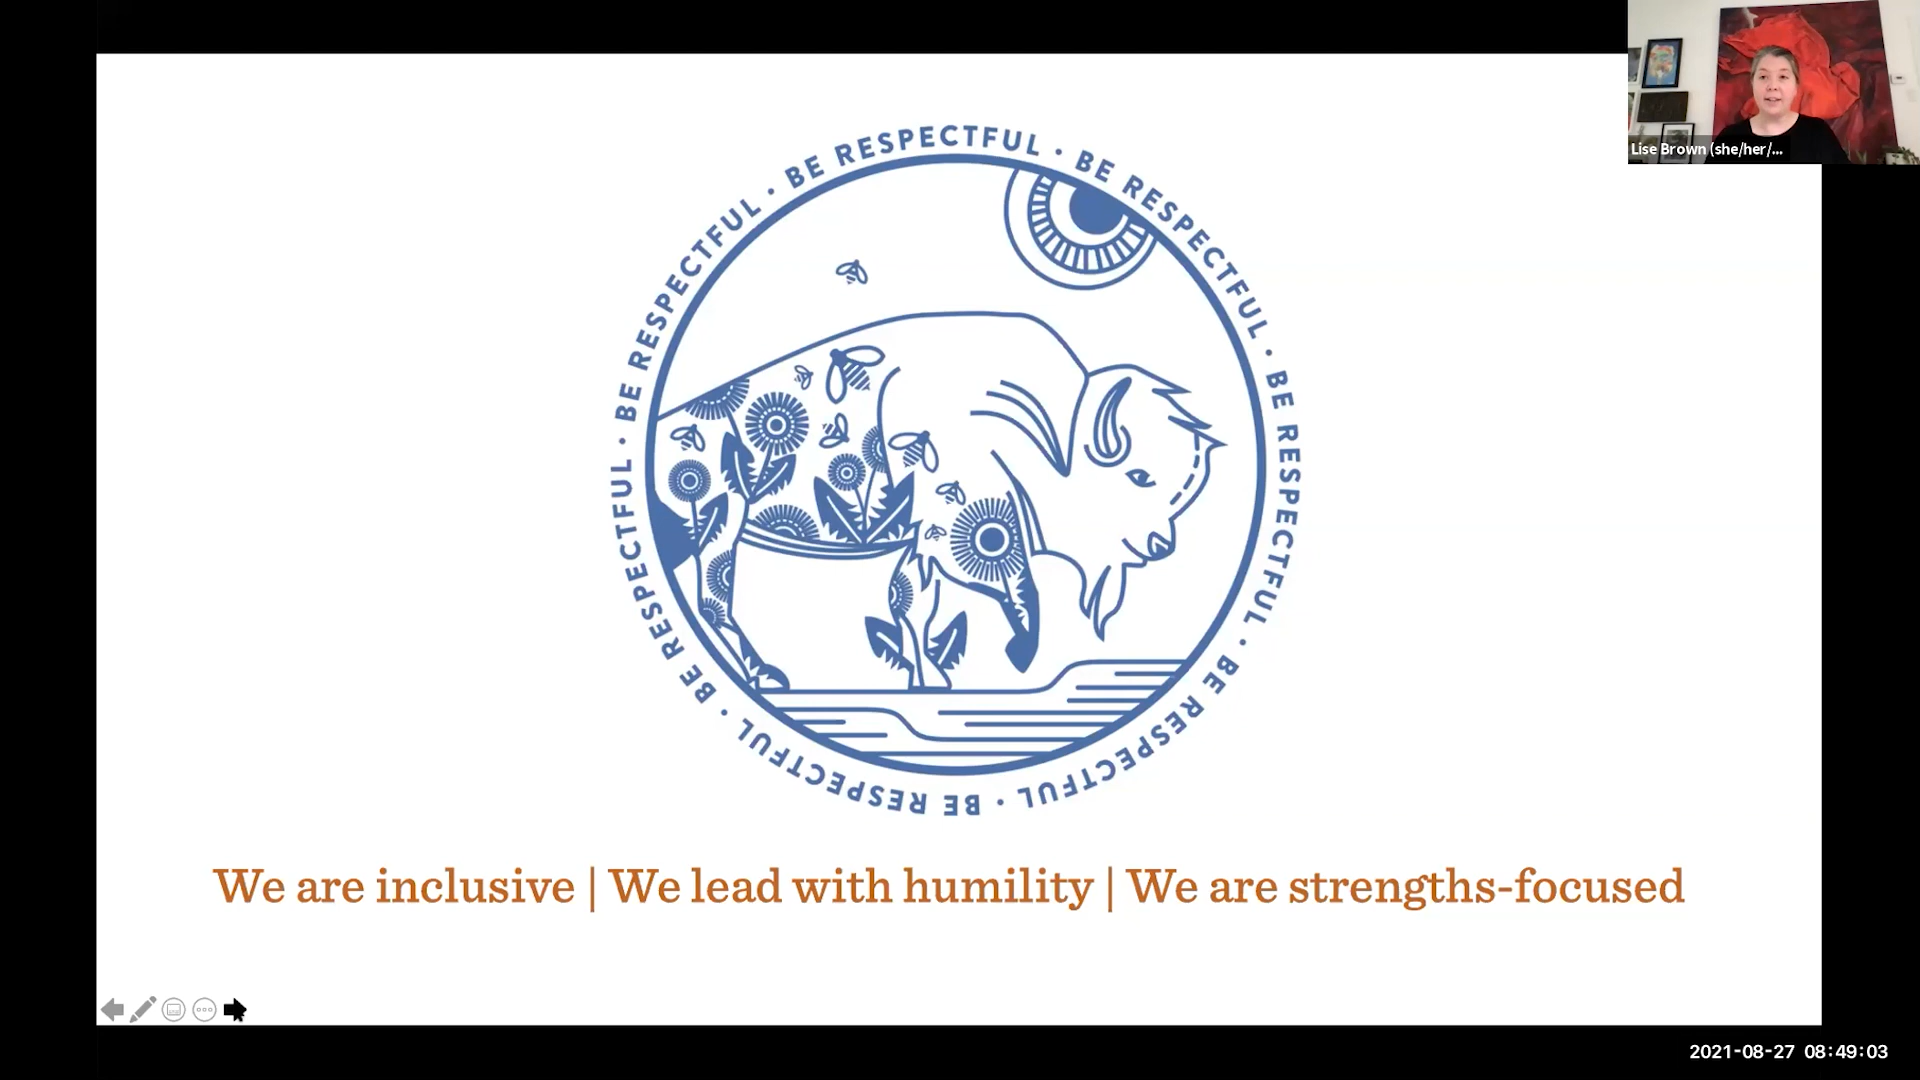 BE RESPECTFUL • BE RESPECTFUL • BE RESPECTFUL • BE RESPECTFUL • BE RESPECTFUL • BE RESPECTFUL • BE RESPECTFUL •
Lise Brown (she/her/...
We are inclusive | We lead with humility | We are strengths-focused
2021-08-27 08:49:03